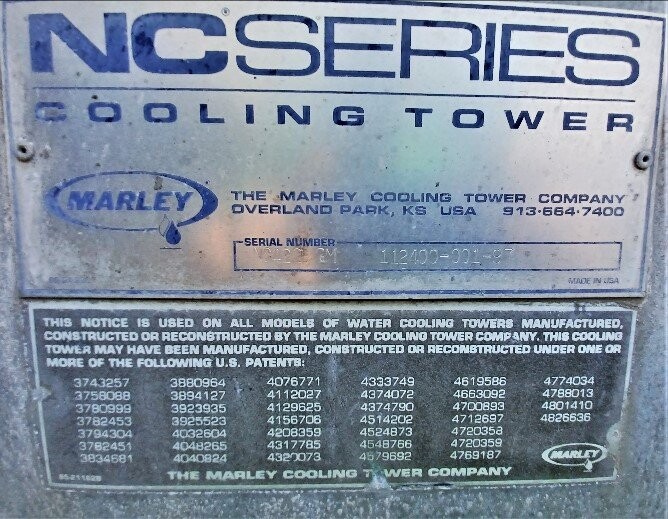 NC SERIES
COOLING TOWER
MARLEY
THE MARLEY COOLING TOWER COMPANY
OVERLAND PARK, KS USA 913·664·7400
SERIAL NUMBER
112400-001-97
MADE IN USA
THIS NOTICE IS USED ON ALL MODELS OF WATER COOLING TOWERS MANUFACTURED,
CONSTRUCTED OR RECONSTRUCTED BY THE MARLEY COOLING TOWER COMPANY. THIS COOLING
TOWER MAY HAVE BEEN MANUFACTURED, CONSTRUCTED OR RECONSTRUCTED UNDER ONE OR
MORE OF THE FOLLOWING U.S. PATENTS:
3743257 3880964 4076771 4333749 4619586 4774034
3758088 3894127 4112027 4374072 4663092 4788013
3780999 3923935 4129625 4374790 4700893 4801410
3782453 3925523 4156706 4514202 4712697 4826636
3794304 4032604 4208359 4524873 4720358
3782451 4048265 4317785 4548766 4720359
3834681 4040824 4320073 4579692 4769187
MARLEY
THE MARLEY COOLING TOWER COMPANY